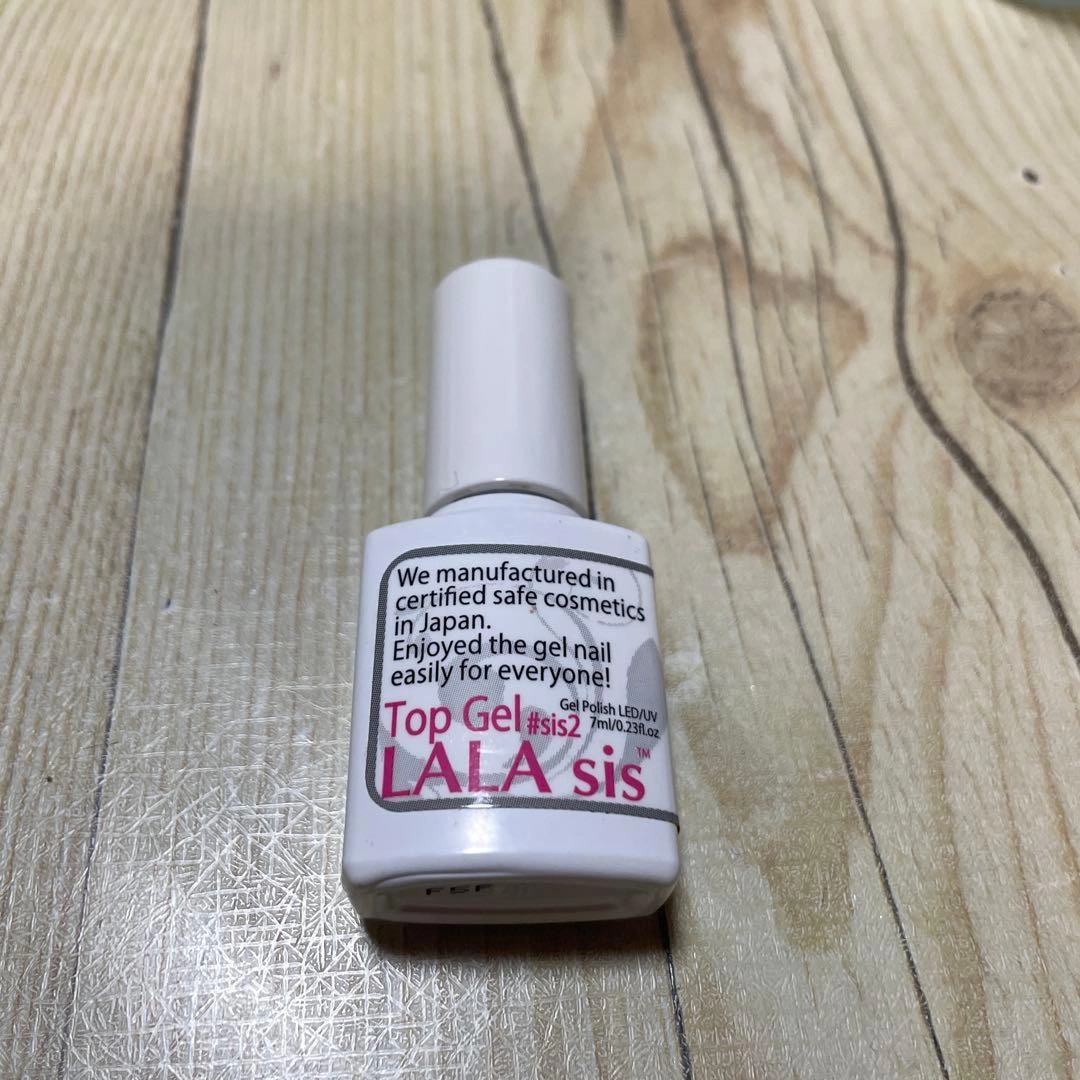 We manufactured in
certified safe cosmetics
in Japan.
Enjoyed the gel nail
easily for everyone!
Top Gel #sis2
Gel Polish LED/UV
7ml/0.23fl.oz
LALA sis™